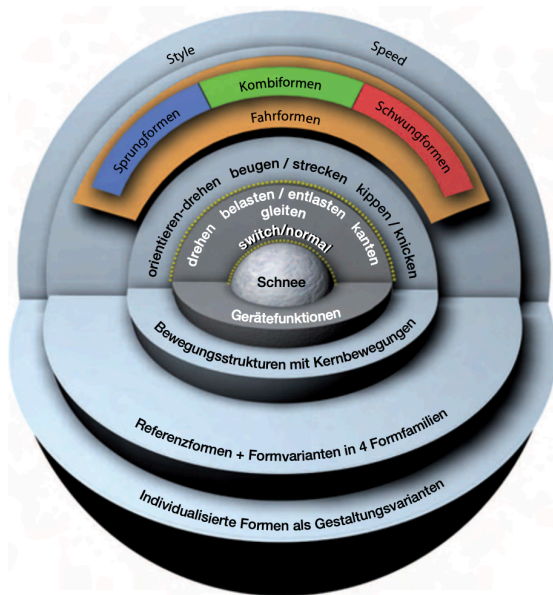 Style
Speed
Kombiformen
Sprungformen
Schwungformen
Fahrformen
orientieren-drehen beugen / strecken kippen / knicken
drehen belasten / entlasten kanten
gleiten
switch/normal
Schnee
Gerätefunktionen
Bewegungsstrukturen mit Kernbewegungen
Referenzformen + Formvarianten in 4 Formfamilien
Individualisierte Formen als Gestaltungsvarianten